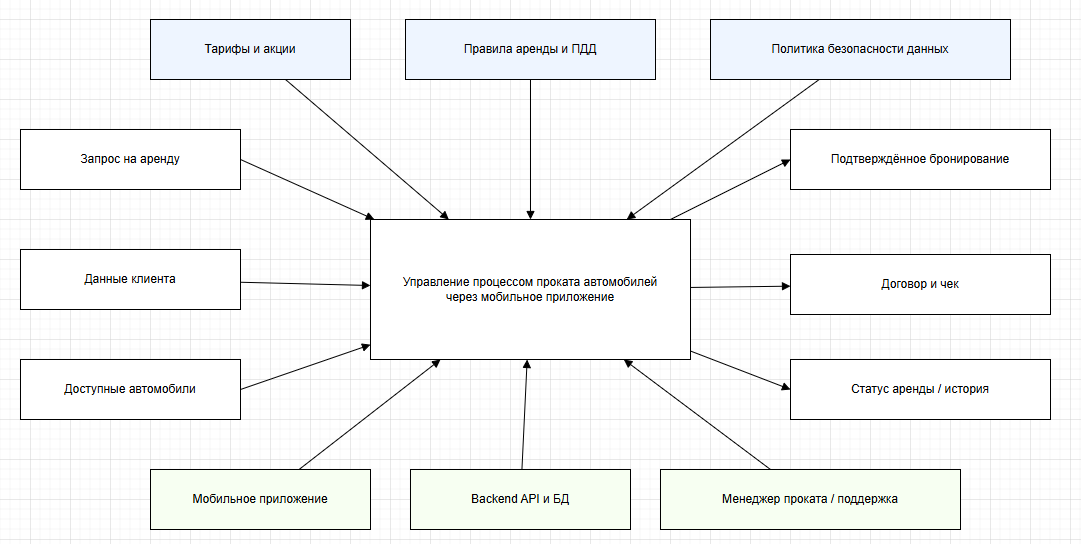 Тарифы и акции
Правила аренды и ПДД
Политика безопасности данных
Запрос на аренду
Подтверждённое бронирование
Данные клиента
Управление процессом проката автомобилей
через мобильное приложение
Договор и чек
Доступные автомобили
Статус аренды / история
Мобильное приложение
Backend API и БД
Менеджер проката / поддержка